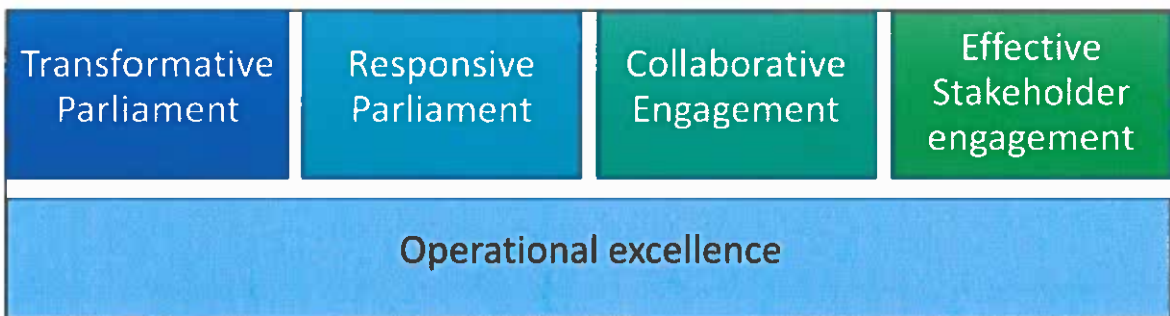 Transformative
Parliament
Responsive
Parliament
Collaborative
Engagement
Effective
Stakeholder
engagement
Operational excellence